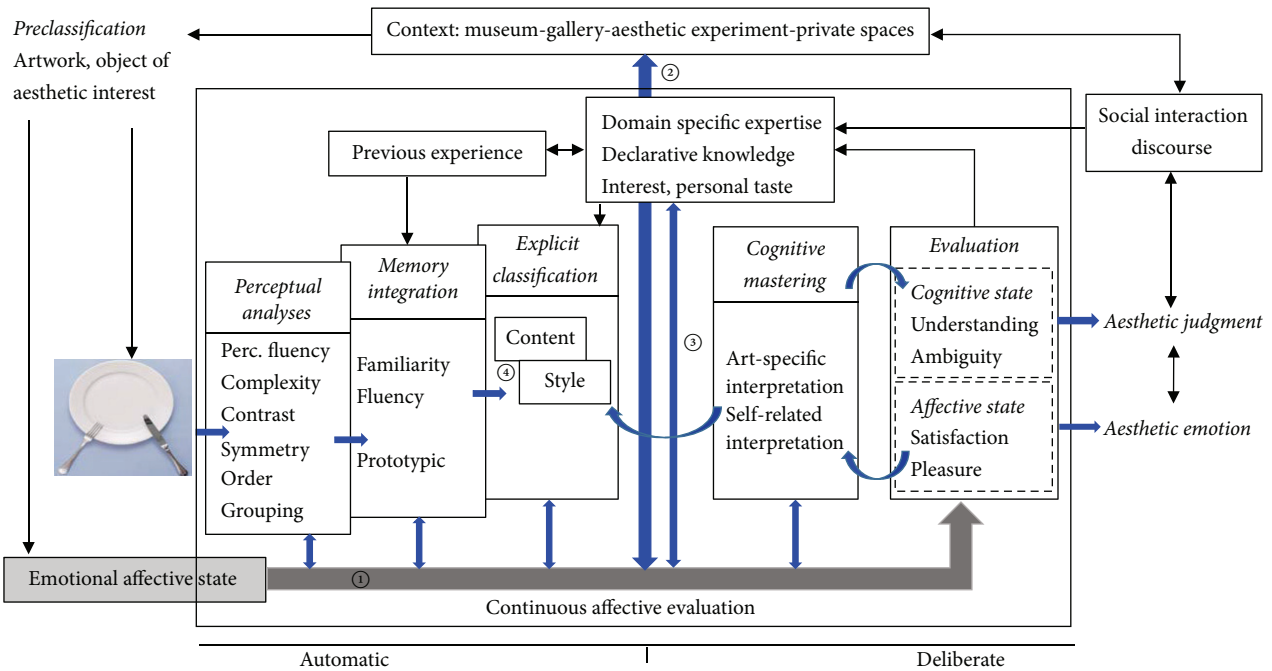 Preclassification
Artwork, object of
aesthetic interest
Context: museum-gallery-aesthetic experiment-private spaces
②
Social interaction
discourse
Domain specific expertise
Declarative knowledge
Interest, personal taste
Previous experience
Perceptual
analyses
Perc. fluency
Complexity
Contrast
Symmetry
Order
Grouping
Memory
integration
Familiarity
Fluency
Prototypic
Explicit
classification
Content
④
Style
③
Cognitive
mastering
Art-specific
interpretation
Self-related
interpretation
Evaluation
Cognitive state
Understanding
Ambiguity
Affective state
Satisfaction
Pleasure
Aesthetic judgment
Aesthetic emotion
Emotional affective state
①
Continuous affective evaluation
Automatic
Deliberate